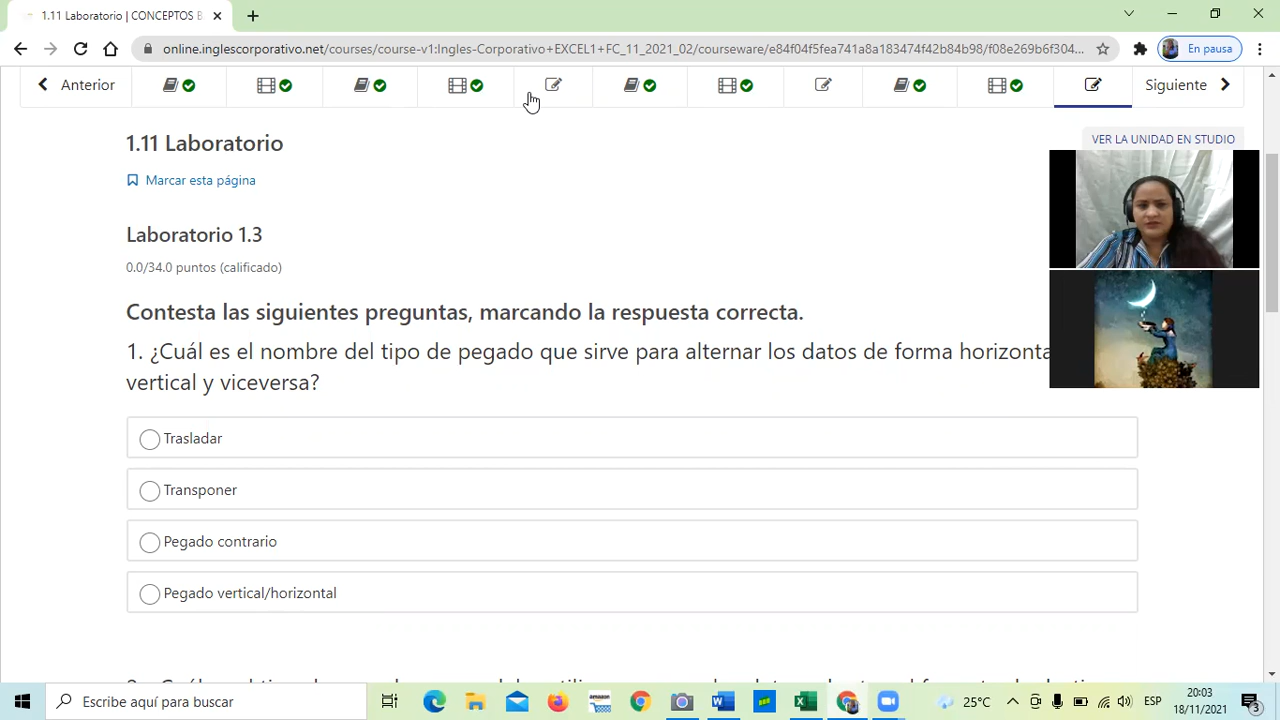 1.11 Laboratorio | CONCEPTOS B
online.inglescorporativo.net/courses/course-v1:Ingles-Corporativo+EXCEL1+FC_11_2021_02/courseware/e84f04f5fea741a8a183474f42b84b98/f08e269b6f304...
En pausa
Anterior
Siguiente
1.11 Laboratorio
VER LA UNIDAD EN STUDIO
Marcar esta página
Laboratorio 1.3
0.0/34.0 puntos (calificado)
Contesta las siguientes preguntas, marcando la respuesta correcta.
1. ¿Cuál es el nombre del tipo de pegado que sirve para alternar los datos de forma horizonta
vertical y viceversa?
Trasladar
Transponer
Pegado contrario
Pegado vertical/horizontal
Escribe aquí para buscar
25°C
ESP
20:03
18/11/2021
3